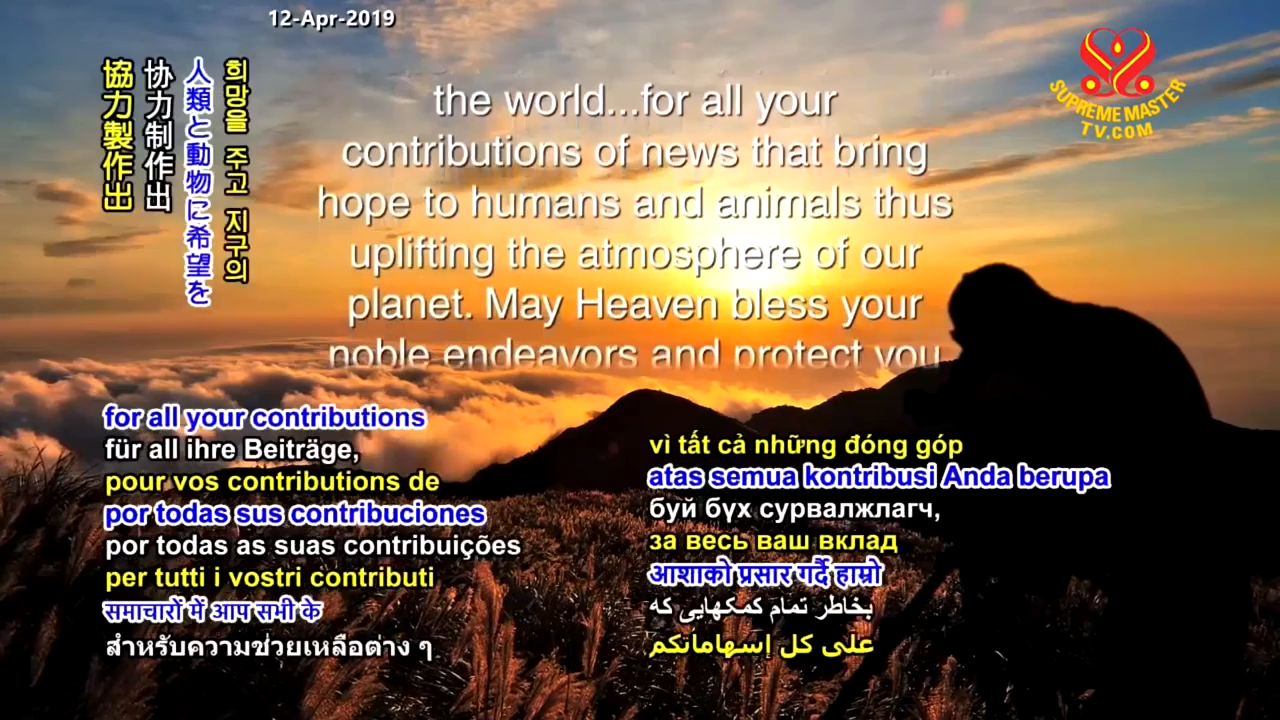 12-Apr-2019
SUPREME MASTER
TV.COM
協力製作出
协力制作出
人類と動物に希望を
희망을 주고 지구의
the world...for all your
contributions of news that bring
hope to humans and animals thus
uplifting the atmosphere of our
planet. May Heaven bless your
noble endeavors and protect you
for all your contributions
für all ihre Beiträge,
pour vos contributions de
por todas sus contribuciones
por todas as suas contribuições
per tutti i vostri contributi
समाचारों में आप सभी के
สำหรับความช่วยเหลือต่าง ๆ
vì tất cả những đóng góp
atas semua kontribusi Anda berupa
буй бүх сурвалжлагч,
за весь ваш вклад
आशाको प्रसार गर्दै हाम्रो
بخاطر تمام کمکهایی که
على كل إسهاماتكم